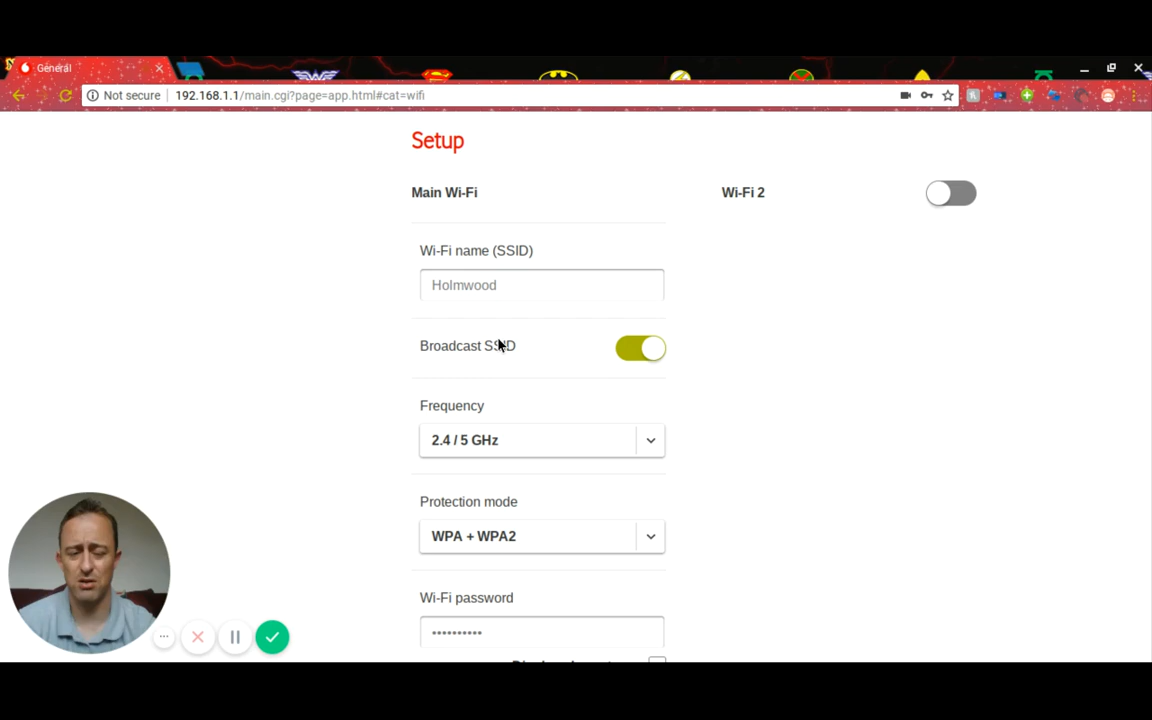 General
Not secure 192.168.1.1/main.cgi?page=app.html#cat=wifi
Setup
Main Wi-Fi
Wi-Fi 2
Wi-Fi name (SSID)
Holmwood
Broadcast SSID
Frequency
2.4 / 5 GHz
Protection mode
WPA + WPA2
Wi-Fi password
••••••••••